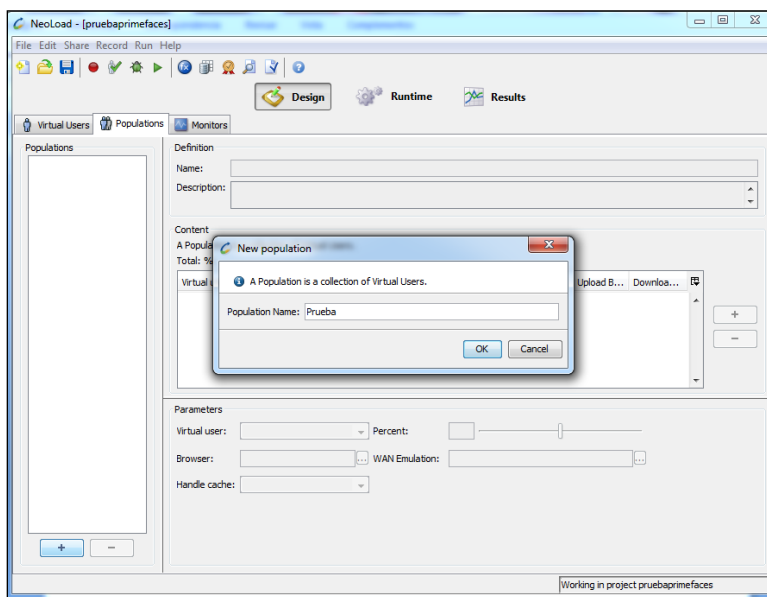 NeoLoad - [pruebaprimefaces]
File Edit Share Record Run Help
Design Runtime Results
Virtual Users Populations Monitors
Populations
Definition
Name:
Description:
Content
A Popula
Total: %
Virtual u Upload B... Downloa...
New population
A Population is a collection of Virtual Users.
Population Name: Prueba
OK Cancel
+
−
Parameters
Virtual user: Percent:
Browser: ... WAN Emulation: ...
Handle cache:
+ −
Working in project pruebaprimefaces